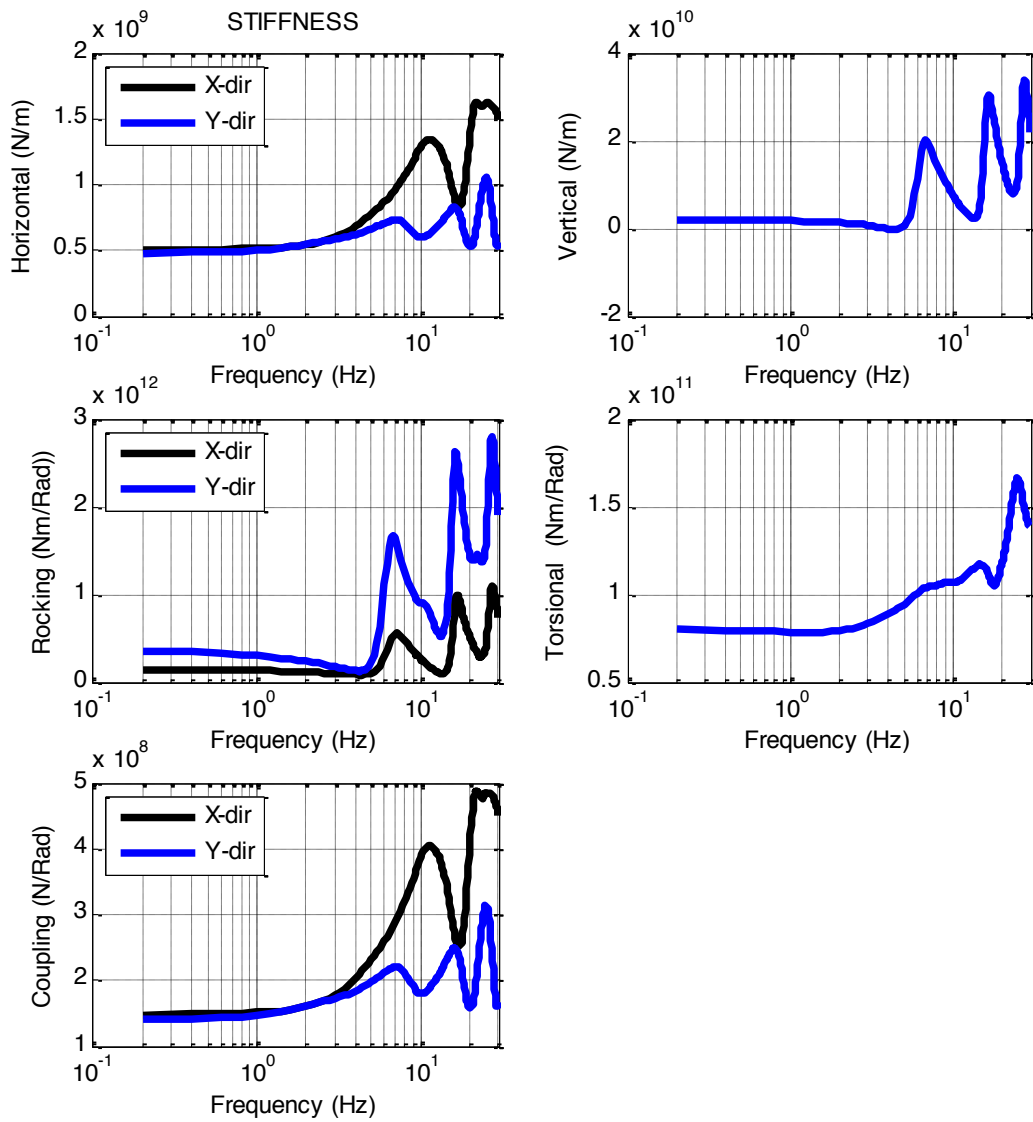 STIFFNESS
x 10^9
2
1.5
1
0.5
0
Horizontal (N/m)
X-dir
Y-dir
10^-1
10^0
10^1
Frequency (Hz)
x 10^10
4
2
0
-2
Vertical (N/m)
10^-1
10^0
10^1
Frequency (Hz)
x 10^12
3
2
1
0
Rocking (Nm/Rad))
X-dir
Y-dir
10^-1
10^0
10^1
Frequency (Hz)
x 10^11
2
1.5
1
0.5
Torsional (Nm/Rad)
10^-1
10^0
10^1
Frequency (Hz)
x 10^8
5
4
3
2
1
Coupling (N/Rad)
X-dir
Y-dir
10^-1
10^0
10^1
Frequency (Hz)